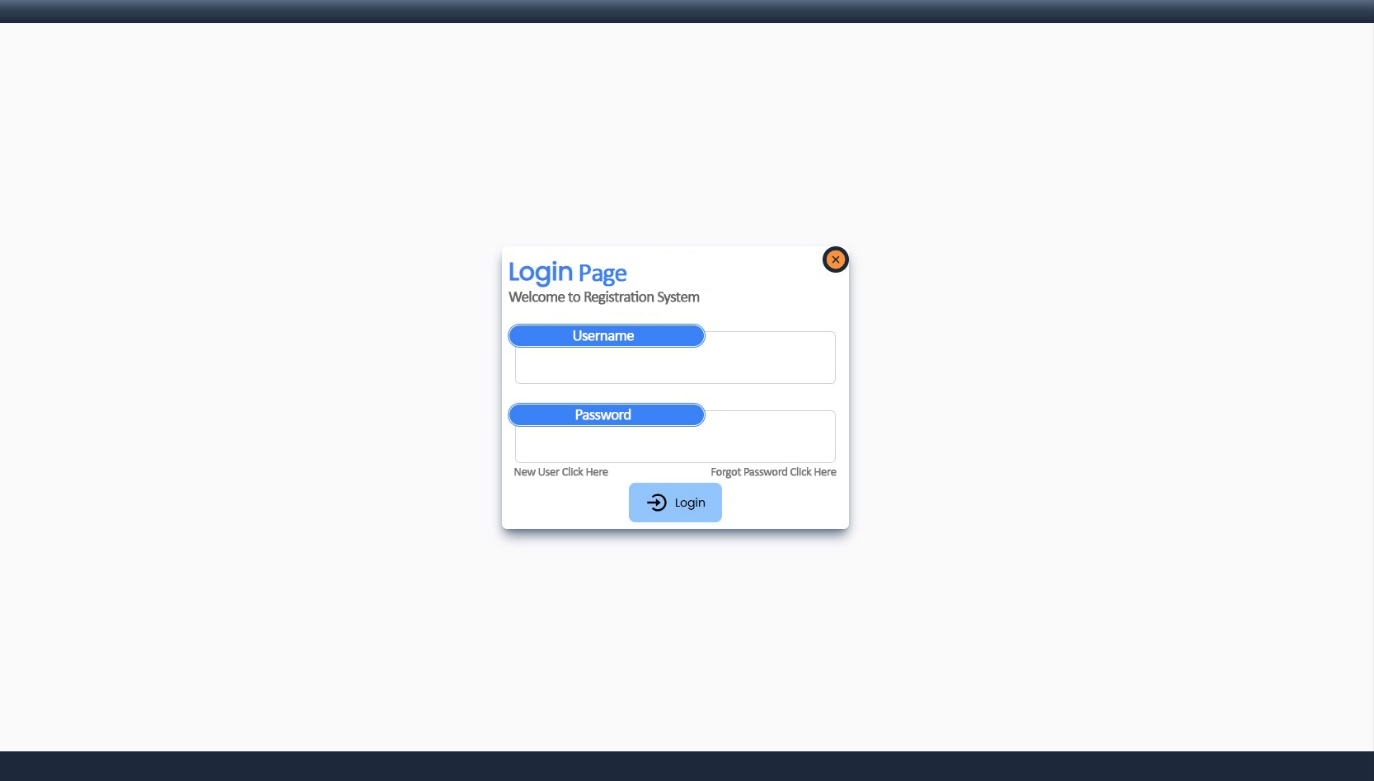 Login Page
Welcome to Registration System
Username
Password
New User Click Here
Forgot Password Click Here
Login